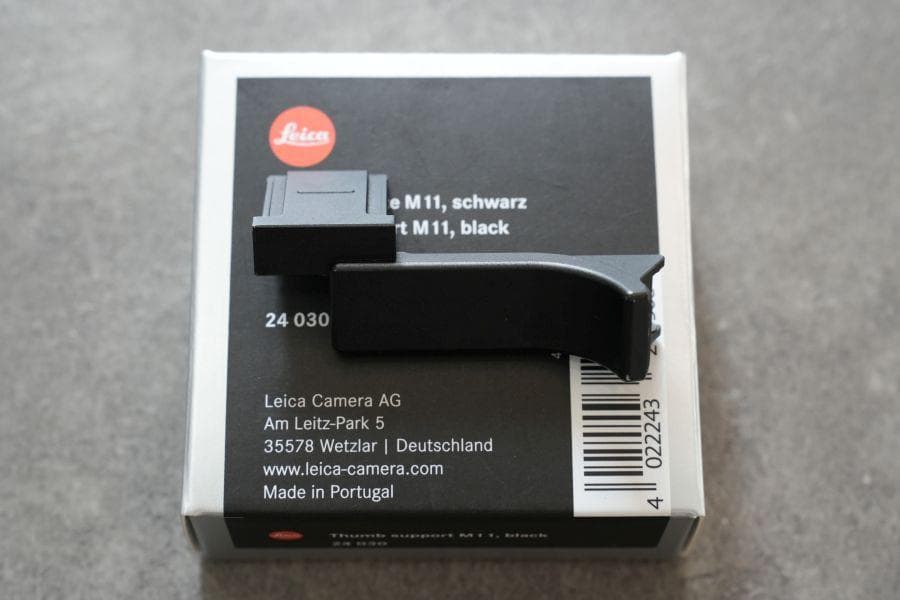 Leica
M11, schwarz
M11, black
24 030
Leica Camera AG
Am Leitz-Park 5
35578 Wetzlar | Deutschland
www.leica-camera.com
Made in Portugal
4 022243
Thumb support M11, black
24 030